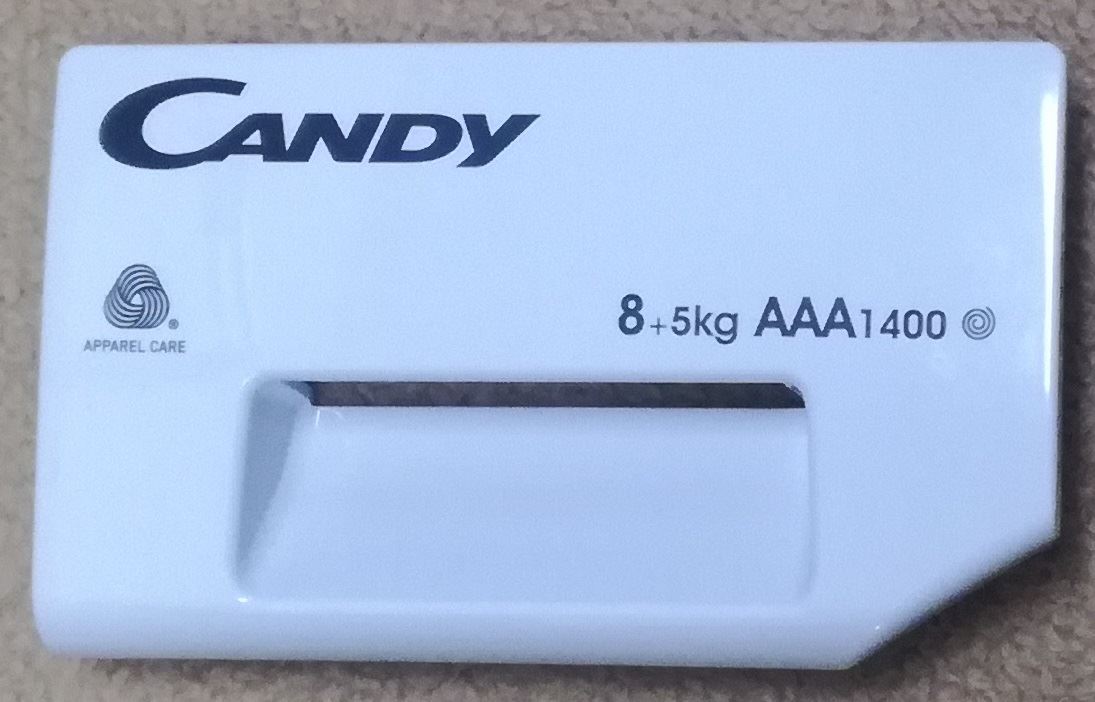 CANDY
®
APPAREL CARE
8+5kg AAA1400